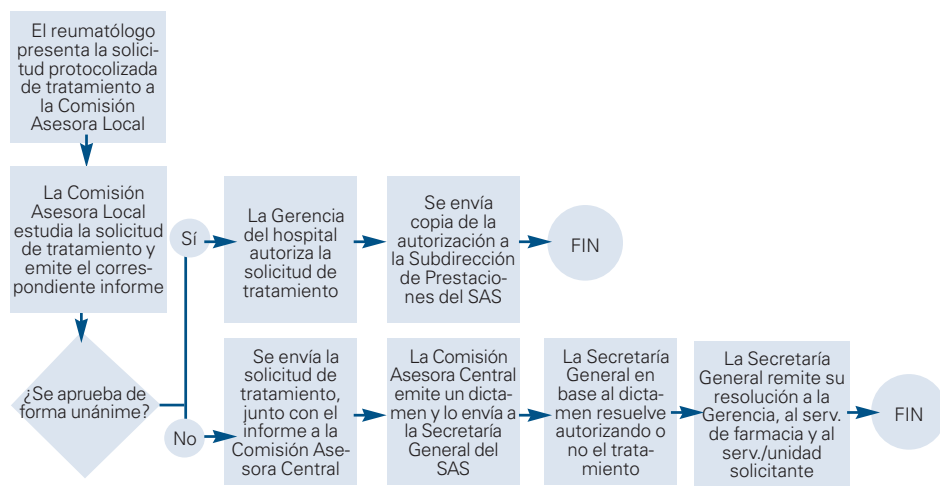 El reumatólogo
presenta la solici-
tud protocolizada
de tratamiento a
la Comisión
Asesora Local
La Comisión
Asesora Local
estudia la solicitud
de tratamiento y
emite el corres-
pondiente informe
¿Se aprueba de
forma unánime?
Sí
La Gerencia
del hospital
autoriza la
solicitud de
tratamiento
Se envía
copia de la
autorización a
la Subdirección
de Prestacio-
nes del SAS
FIN
No
Se envía la
solicitud de
tratamiento,
junto con el
informe a la
Comisión Ase-
sora Central
La Comisión
Asesora Central
emite un dicta-
men y lo envía a
la Secretaría
General del
SAS
La Secretaría
General en
base al dicta-
men resuelve
autorizando o
no el trata-
miento
La Secretaría
General remite su
resolución a la
Gerencia, al serv.
de farmacia y al
serv./unidad
solicitante
FIN